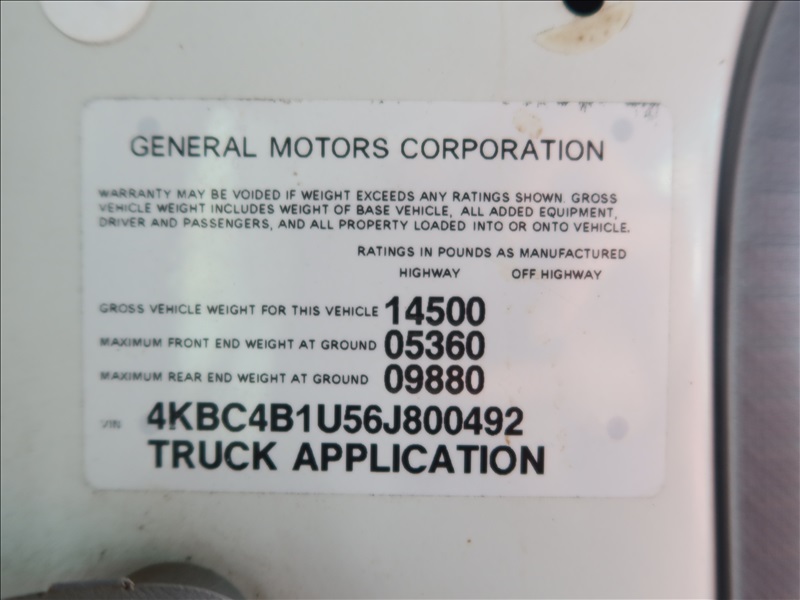 GENERAL MOTORS CORPORATION
WARRANTY MAY BE VOIDED IF WEIGHT EXCEEDS ANY RATINGS SHOWN. GROSS
VEHICLE WEIGHT INCLUDES WEIGHT OF BASE VEHICLE, ALL ADDED EQUIPMENT,
DRIVER AND PASSENGERS, AND ALL PROPERTY LOADED INTO OR ONTO VEHICLE.
RATINGS IN POUNDS AS MANUFACTURED
HIGHWAY OFF HIGHWAY
GROSS VEHICLE WEIGHT FOR THIS VEHICLE 14500
MAXIMUM FRONT END WEIGHT AT GROUND 05360
MAXIMUM REAR END WEIGHT AT GROUND 09880
VIN 4KBC4B1U56J800492
TRUCK APPLICATION